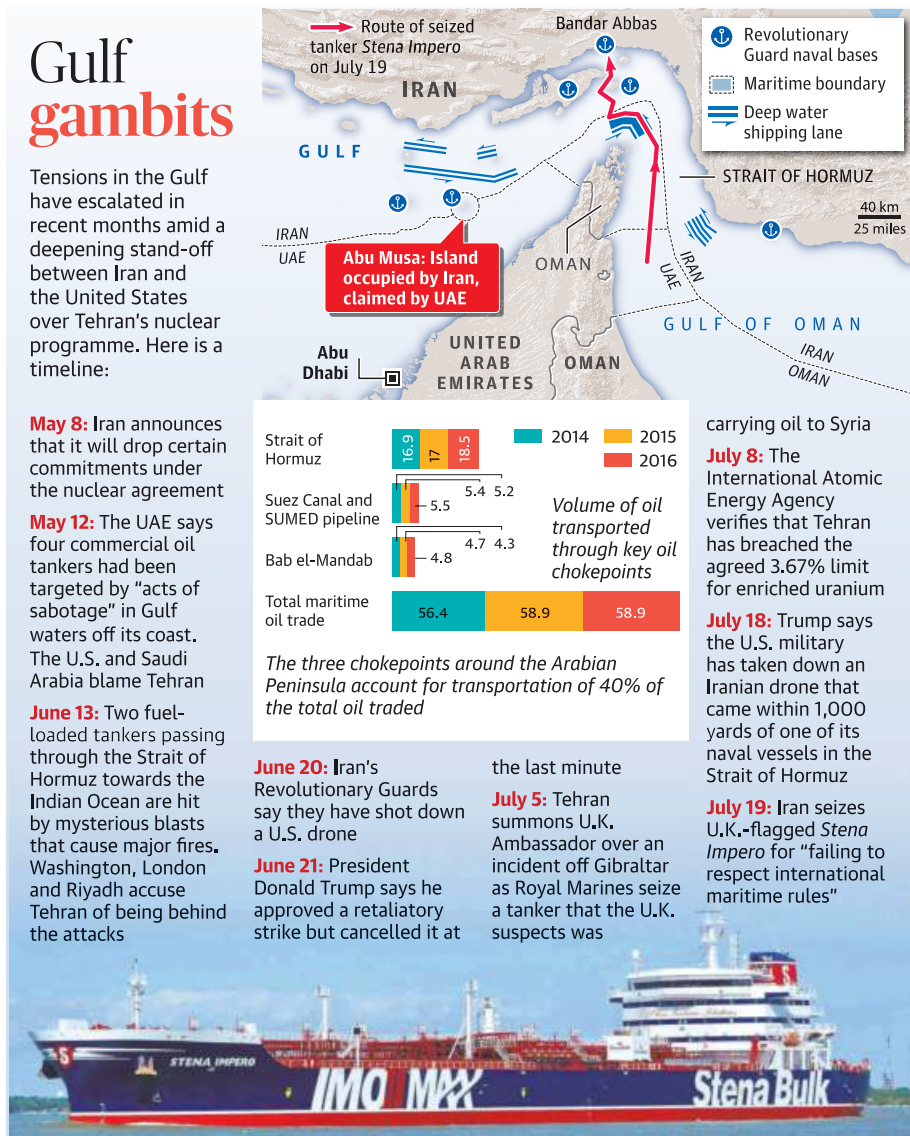 Gulf
gambits
Tensions in the Gulf
have escalated in
recent months amid a
deepening stand-off
between Iran and
the United States
over Tehran's nuclear
programme. Here is a
timeline:
Route of seized
tanker Stena Impero
on July 19
Bandar Abbas
Revolutionary
Guard naval bases
Maritime boundary
Deep water
shipping lane
IRAN
GULF
STRAIT OF HORMUZ
40 km
25 miles
IRAN
UAE
Abu Musa: Island
occupied by Iran,
claimed by UAE
OMAN
IRAN
UAE
GULF OF OMAN
IRAN
OMAN
UNITED
ARAB
EMIRATES
OMAN
Abu
Dhabi
May 8: Iran announces
that it will drop certain
commitments under
the nuclear agreement
May 12: The UAE says
four commercial oil
tankers had been
targeted by "acts of
sabotage" in Gulf
waters off its coast.
The U.S. and Saudi
Arabia blame Tehran
June 13: Two fuel-
loaded tankers passing
through the Strait of
Hormuz towards the
Indian Ocean are hit
by mysterious blasts
that cause major fires.
Washington, London
and Riyadh accuse
Tehran of being behind
the attacks
Strait of
Hormuz
16.9
17
18.5
2014
2015
2016
Suez Canal and
SUMED pipeline
5.4 5.2
5.5
Bab el-Mandab
4.7 4.3
4.8
Volume of oil
transported
through key oil
chokepoints
Total maritime
oil trade
56.4
58.9
58.9
The three chokepoints around the Arabian
Peninsula account for transportation of 40% of
the total oil traded
June 20: Iran's
Revolutionary Guards
say they have shot down
a U.S. drone
June 21: President
Donald Trump says he
approved a retaliatory
strike but cancelled it at
the last minute
July 5: Tehran
summons U.K.
Ambassador over an
incident off Gibraltar
as Royal Marines seize
a tanker that the U.K.
suspects was
carrying oil to Syria
July 8: The
International Atomic
Energy Agency
verifies that Tehran
has breached the
agreed 3.67% limit
for enriched uranium
July 18: Trump says
the U.S. military
has taken down an
Iranian drone that
came within 1,000
yards of one of its
naval vessels in the
Strait of Hormuz
July 19: Iran seizes
U.K.-flagged Stena
Impero for "failing to
respect international
maritime rules"
S
S
STENA IMPERO
IMO MAX
Stena Bulk